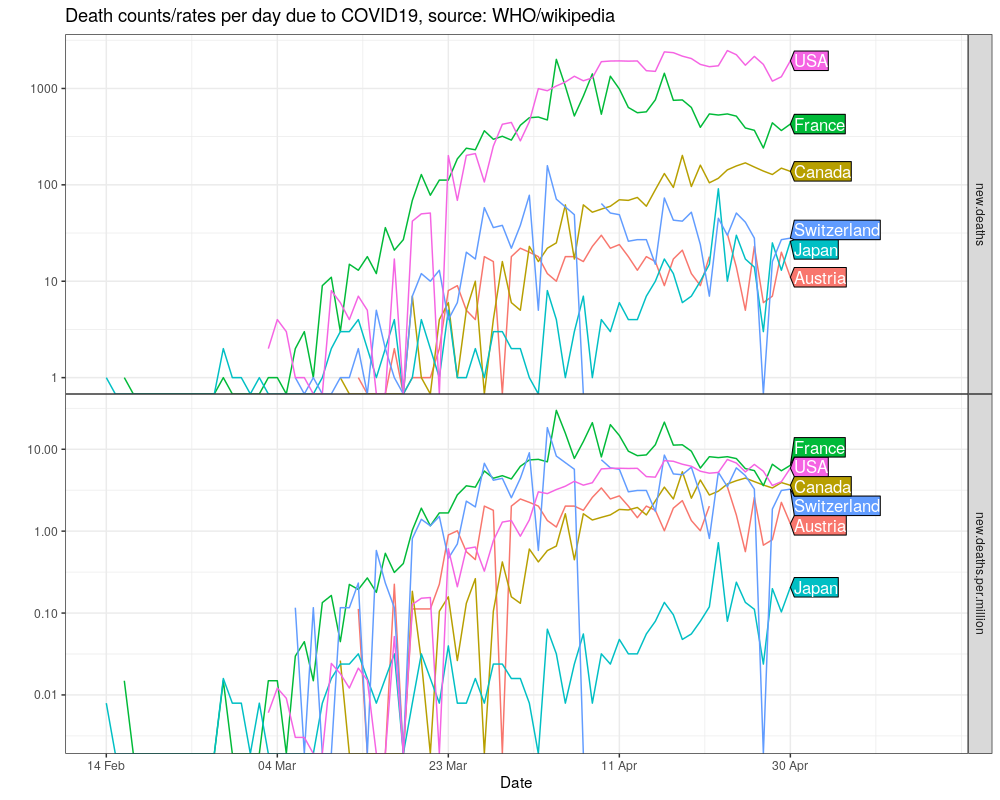 Death counts/rates per day due to COVID19, source: WHO/wikipedia
1000
100
10
1
USA
France
Canada
Switzerland
Japan
Austria
new.deaths
10.00
1.00
0.10
0.01
France
USA
Canada
Switzerland
Austria
Japan
new.deaths.per.million
14 Feb
04 Mar
23 Mar
11 Apr
30 Apr
Date